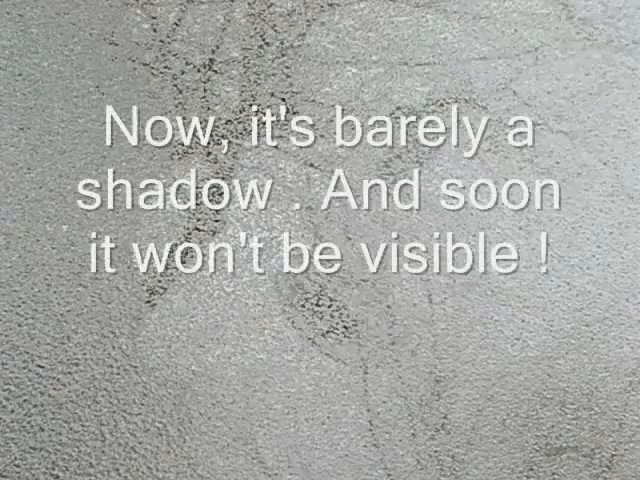 Now, it's barely a
shadow . And soon
it won't be visible !